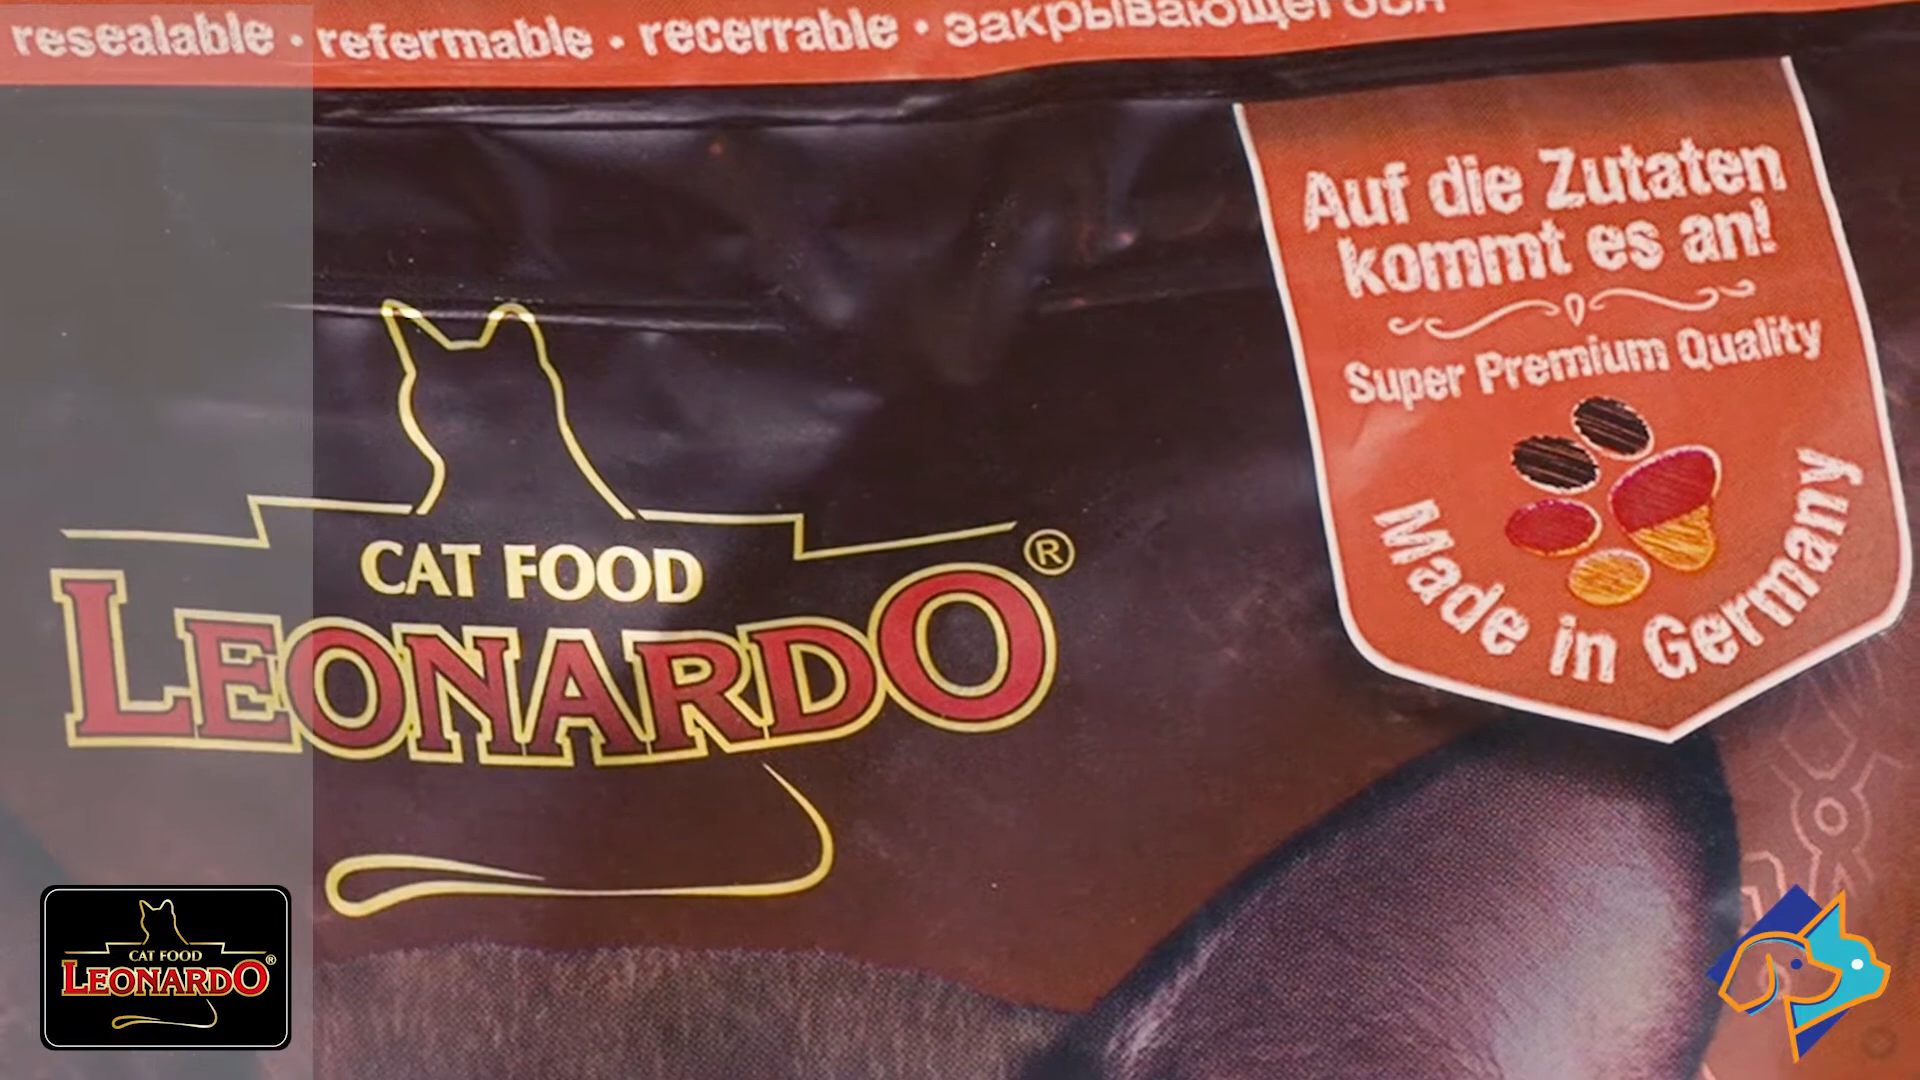 resealable • refermable • recerrable • закрывающегося
Auf die Zutaten
kommt es an!
Super Premium Quality
Made in Germany
CAT FOOD
LEONARDO®
CAT FOOD
LEONARDO®